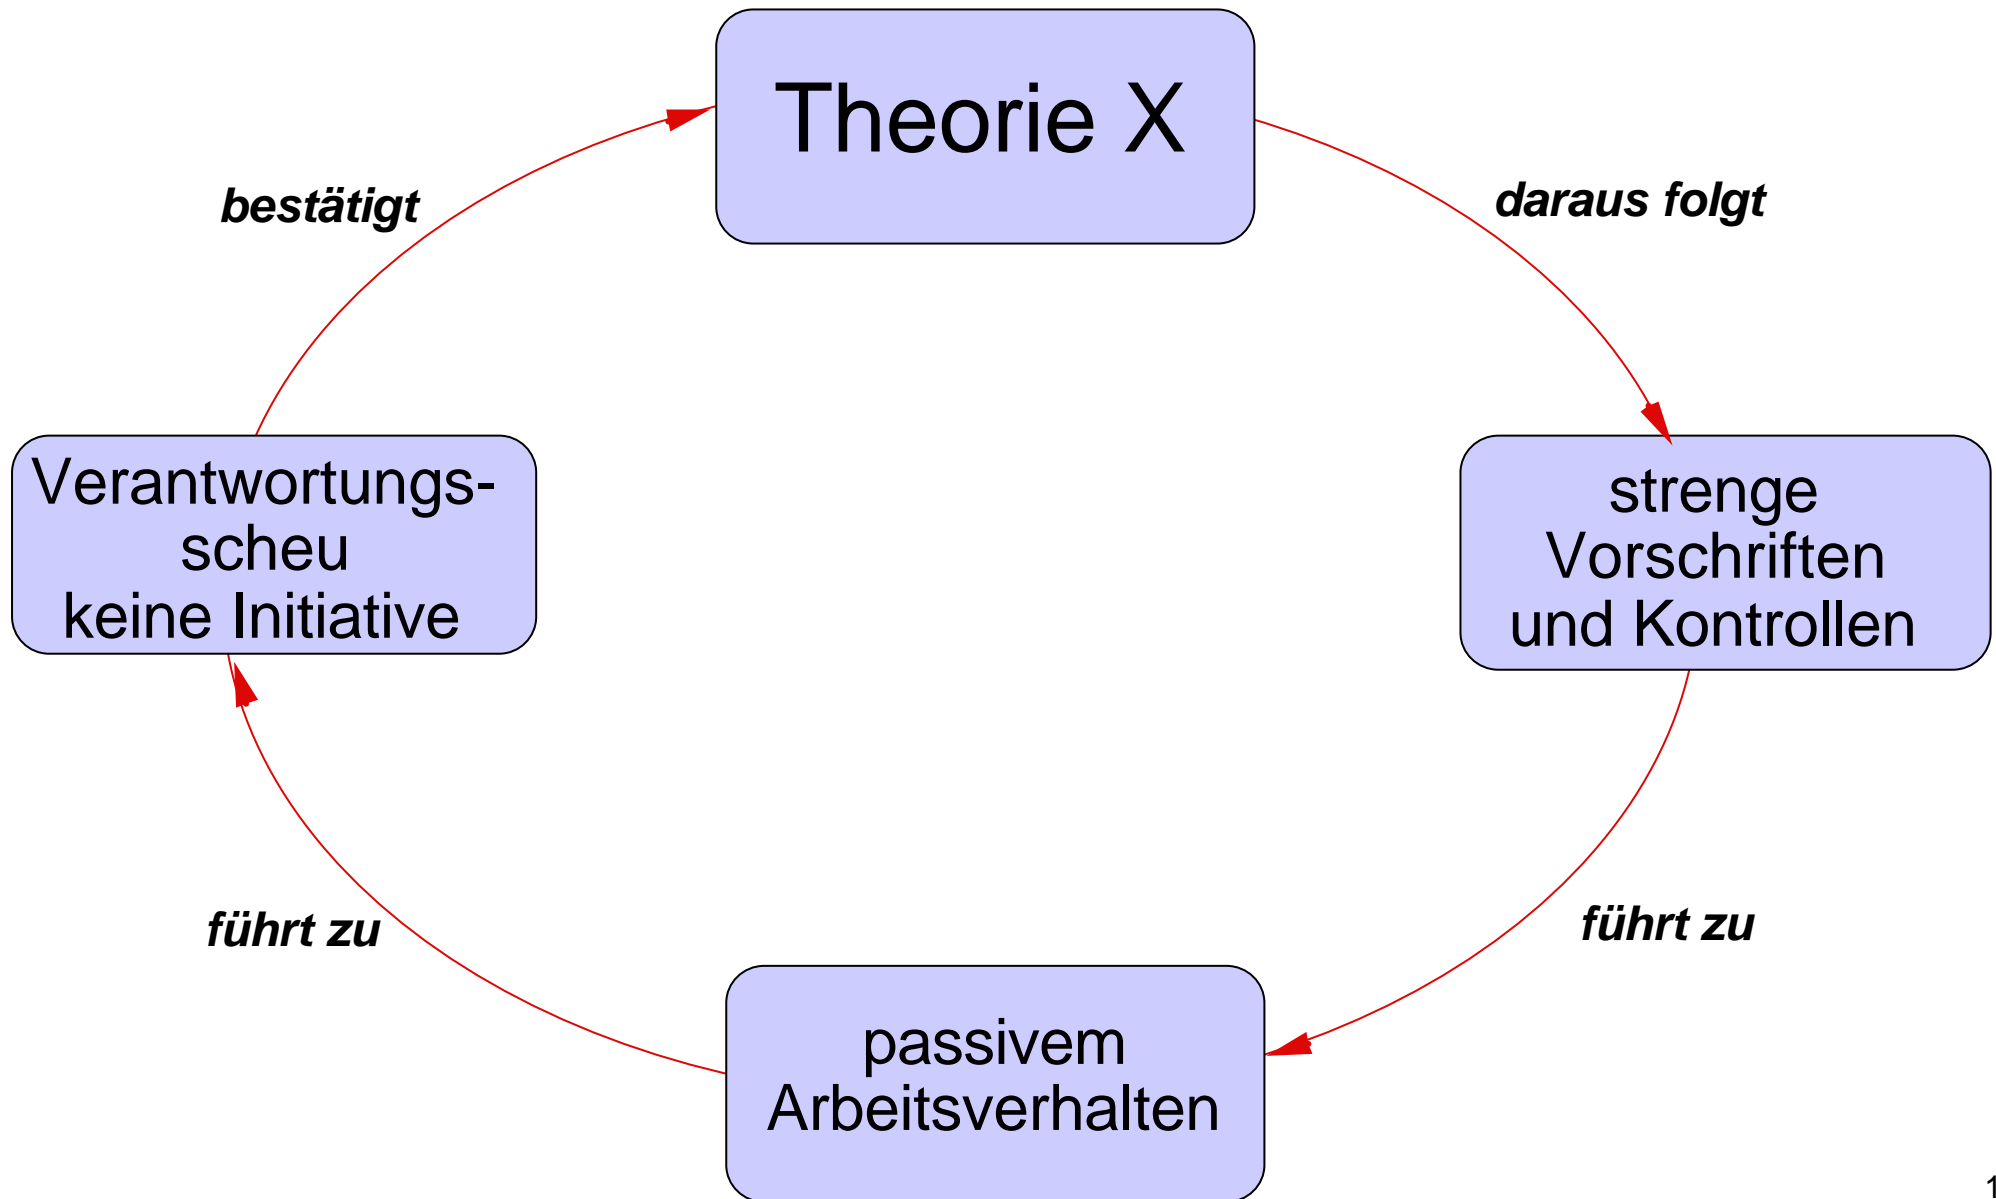 Theorie X
bestätigt
daraus folgt
Verantwortungs-
scheu
keine Initiative
strenge
Vorschriften
und Kontrollen
führt zu
führt zu
passivem
Arbeitsverhalten
1